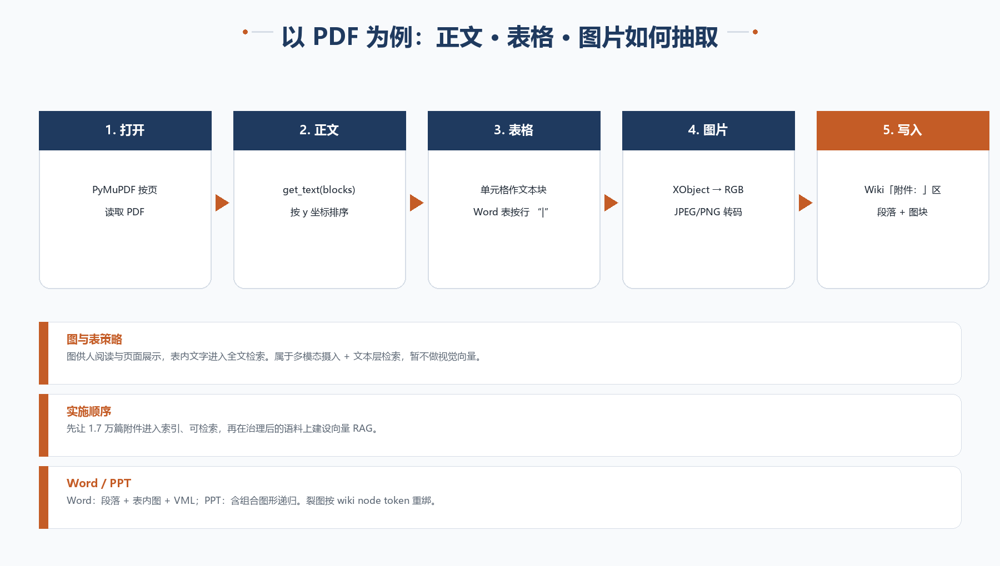 以 PDF 为例：正文 • 表格 • 图片如何抽取
1. 打开
PyMuPDF 按页
读取 PDF
2. 正文
get_text(blocks)
按 y 坐标排序
3. 表格
单元格作文本块
Word 表按行 “|”
4. 图片
XObject → RGB
JPEG/PNG 转码
5. 写入
Wiki「附件：」区
段落 + 图块
图与表策略
图供人阅读与页面展示，表内文字进入全文检索。属于多模态摄入 + 文本层检索，暂不做视觉向量。
实施顺序
先让 1.7 万篇附件进入索引、可检索，再在治理后的语料上建设向量 RAG。
Word / PPT
Word：段落 + 表内图 + VML；PPT：含组合图形递归。裂图按 wiki node token 重绑。